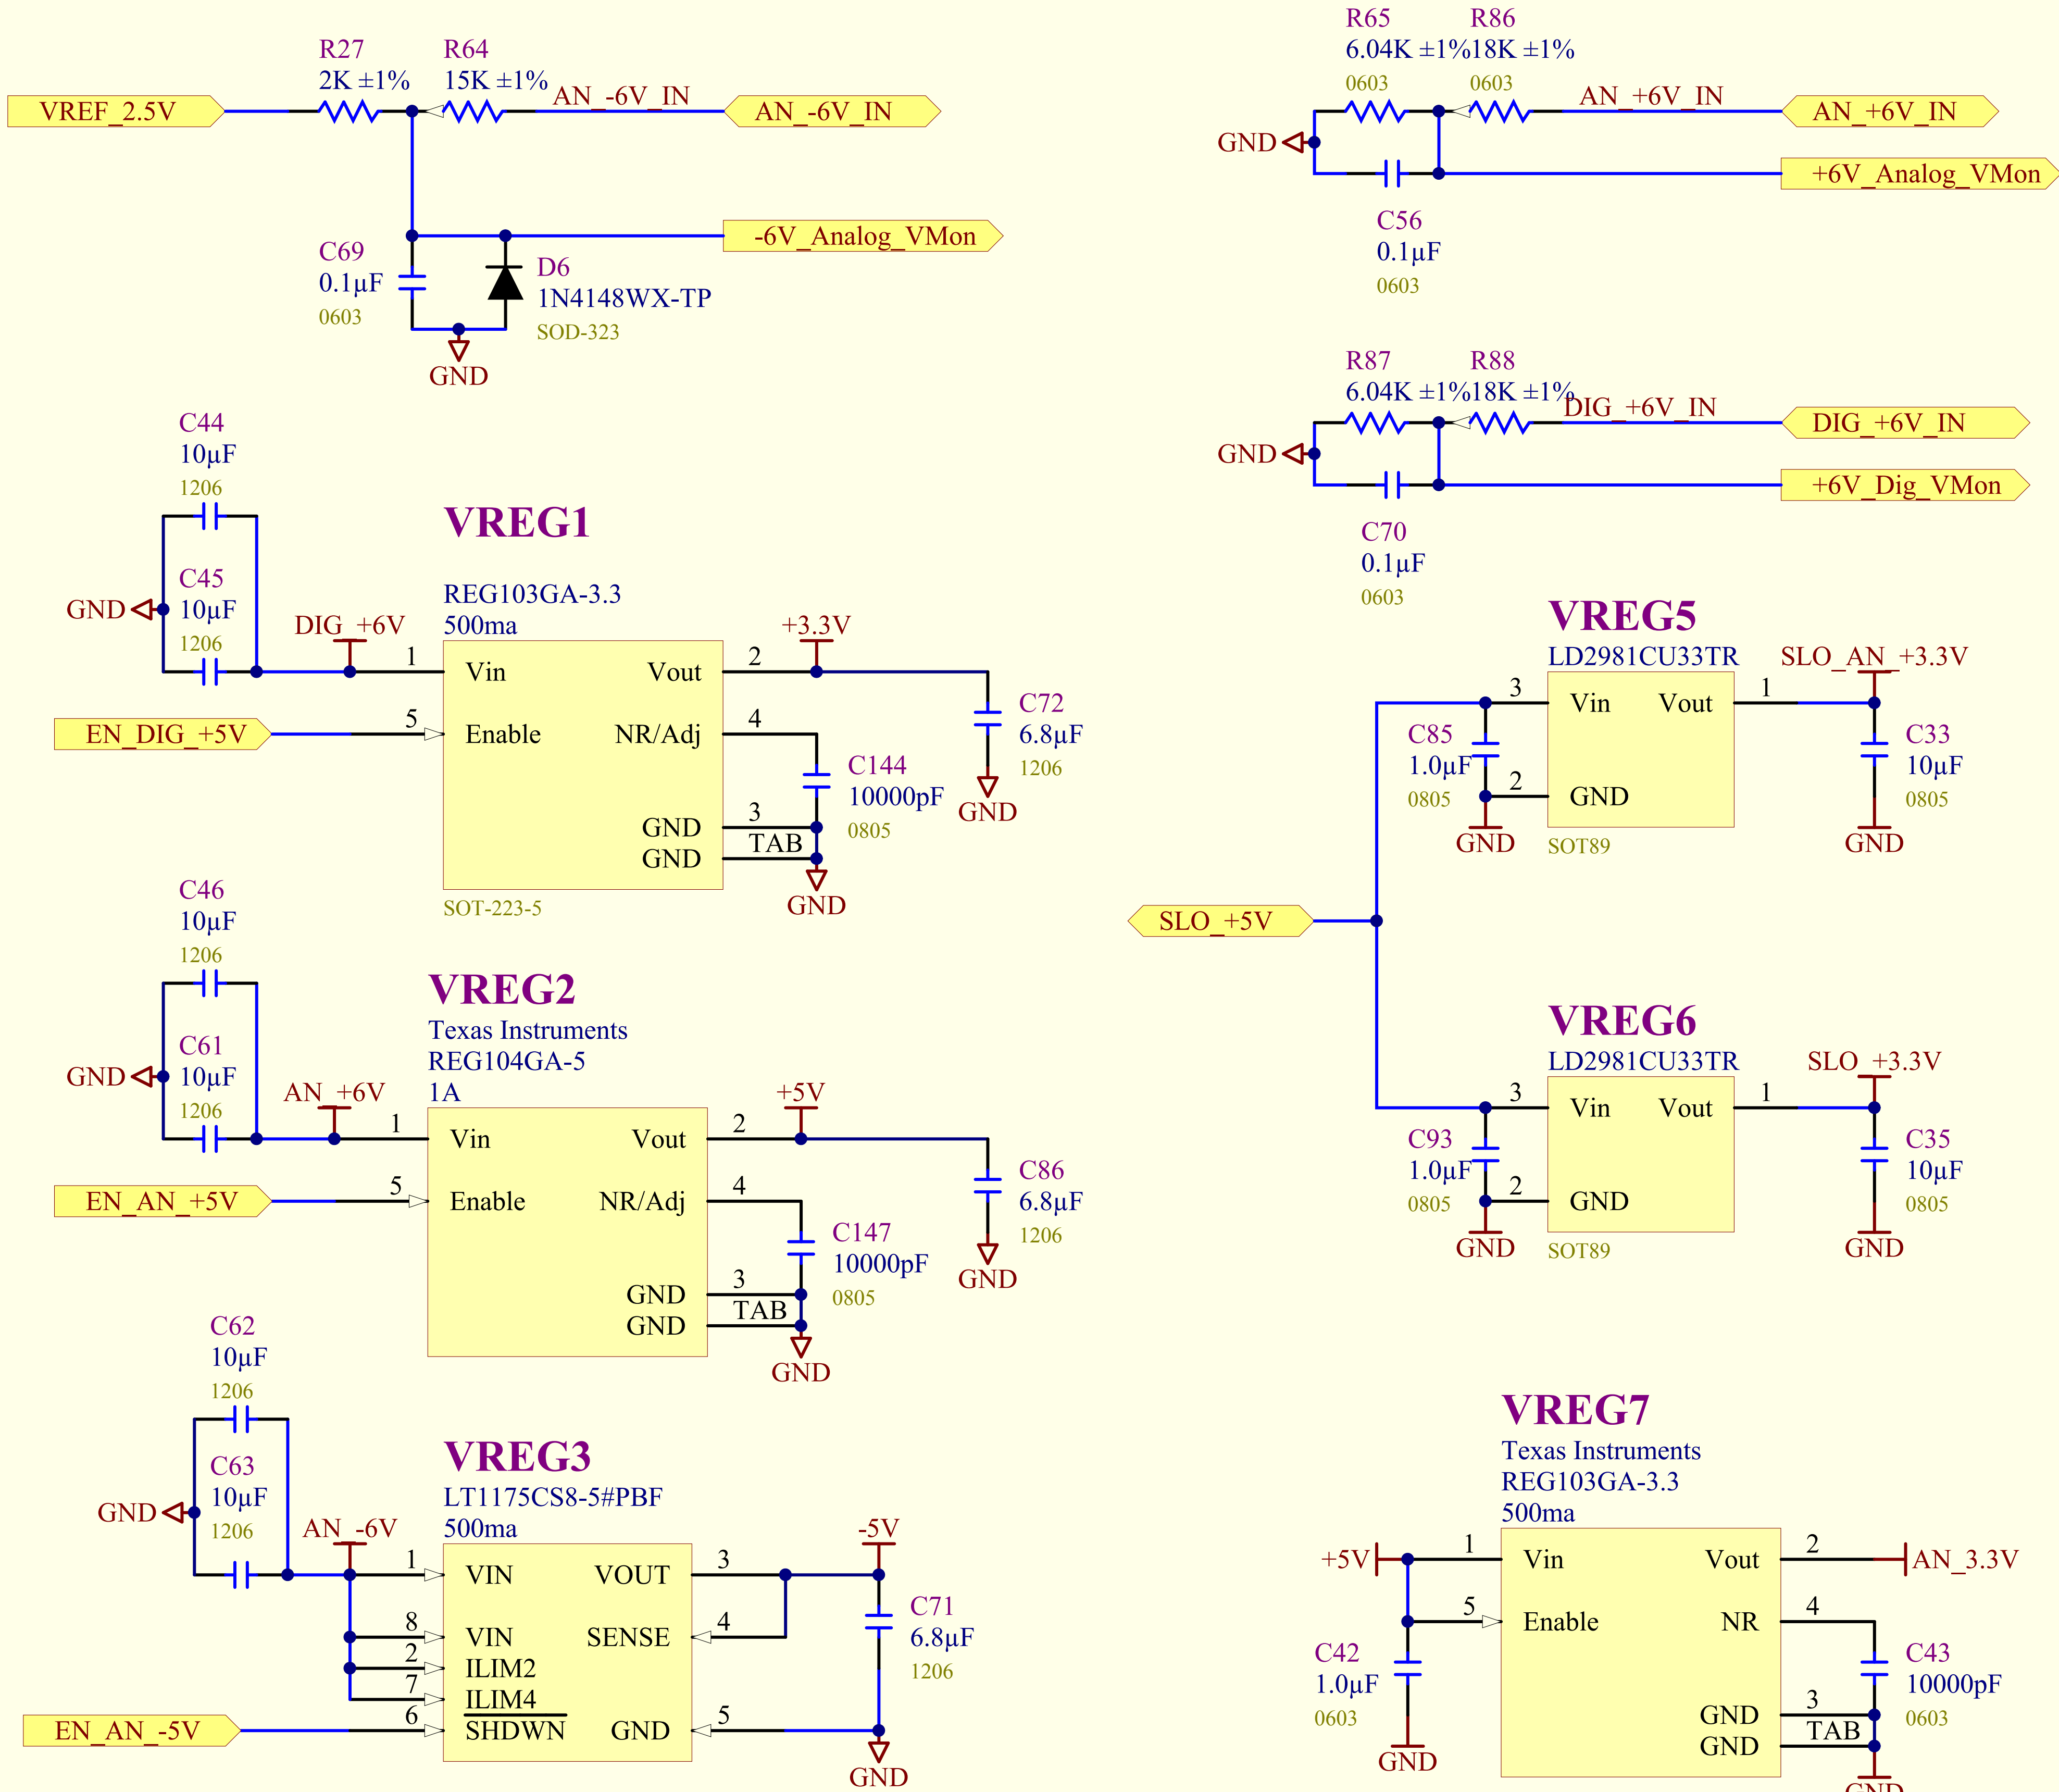 R27
2K ±1%
R64
15K ±1%
VREF_2.5V
AN_-6V_IN
AN_-6V_IN
-6V_Analog_VMon
C69
0.1µF
0603
D6
1N4148WX-TP
SOD-323
GND
R65
6.04K ±1%
0603
R86
18K ±1%
0603
AN_+6V_IN
AN_+6V_IN
GND
+6V_Analog_VMon
C56
0.1µF
0603
R87
6.04K ±1%
R88
18K ±1%
DIG_+6V_IN
DIG_+6V_IN
GND
+6V_Dig_VMon
C70
0.1µF
0603
C44
10µF
1206
C45
10µF
1206
GND
DIG_+6V
EN_DIG_+5V
VREG1
REG103GA-3.3
500ma
1 Vin
5 Enable
Vout 2
NR/Adj 4
GND 3
GND TAB
SOT-223-5
+3.3V
C72
6.8µF
1206
GND
C144
10000pF
0805
GND
C46
10µF
1206
C61
10µF
1206
GND
AN_+6V
EN_AN_+5V
VREG2
Texas Instruments
REG104GA-5
1A
1 Vin
5 Enable
Vout 2
NR/Adj 4
GND 3
GND TAB
+5V
C86
6.8µF
1206
GND
C147
10000pF
0805
GND
C62
10µF
1206
C63
10µF
1206
GND
AN_-6V
EN_AN_-5V
VREG3
LT1175CS8-5#PBF
500ma
1 VIN
8 VIN
2 ILIM2
7 ILIM4
6 SHDWN
VOUT 3
SENSE 4
GND 5
-5V
C71
6.8µF
1206
GND
SLO_+5V
VREG5
LD2981CU33TR
3 Vin
2 GND
Vout 1
SOT89
C85
1.0µF
0805
GND
SLO_AN_+3.3V
C33
10µF
0805
GND
VREG6
LD2981CU33TR
3 Vin
2 GND
Vout 1
SOT89
C93
1.0µF
0805
GND
SLO_+3.3V
C35
10µF
0805
GND
VREG7
Texas Instruments
REG103GA-3.3
500ma
+5V
1 Vin
5 Enable
Vout 2
NR 4
GND 3
GND TAB
AN_3.3V
C42
1.0µF
0603
GND
C43
10000pF
0603
GND